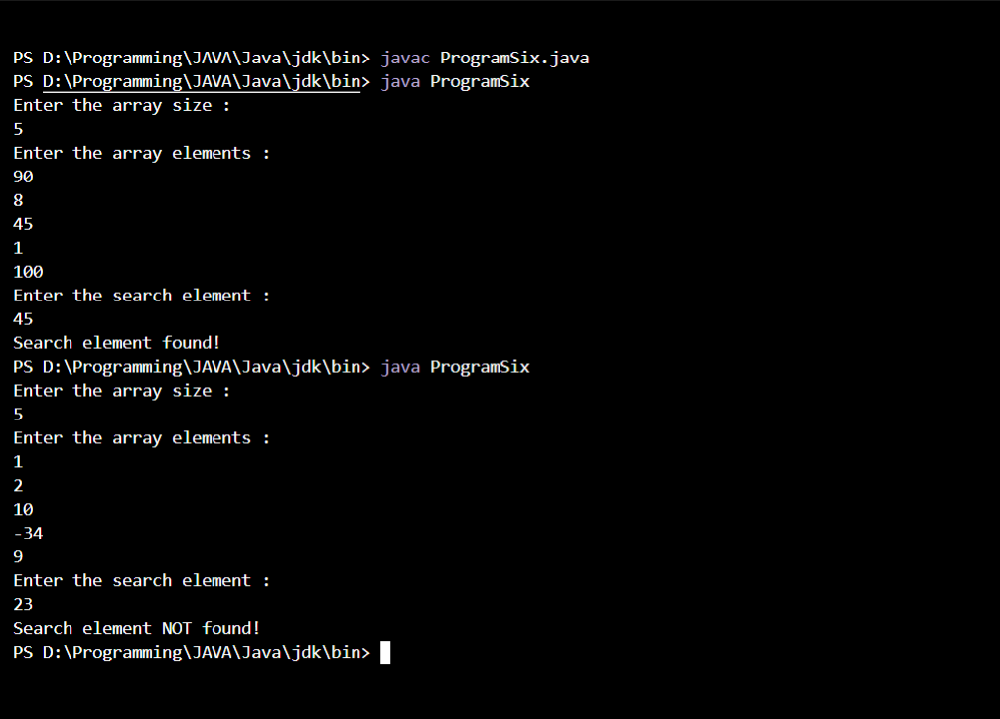 PS D:\Programming\JAVA\Java\jdk\bin> javac ProgramSix.java
PS D:\Programming\JAVA\Java\jdk\bin> java ProgramSix
Enter the array size :
5
Enter the array elements :
90
8
45
1
100
Enter the search element :
45
Search element found!
PS D:\Programming\JAVA\Java\jdk\bin> java ProgramSix
Enter the array size :
5
Enter the array elements :
1
2
10
-34
9
Enter the search element :
23
Search element NOT found!
PS D:\Programming\JAVA\Java\jdk\bin>